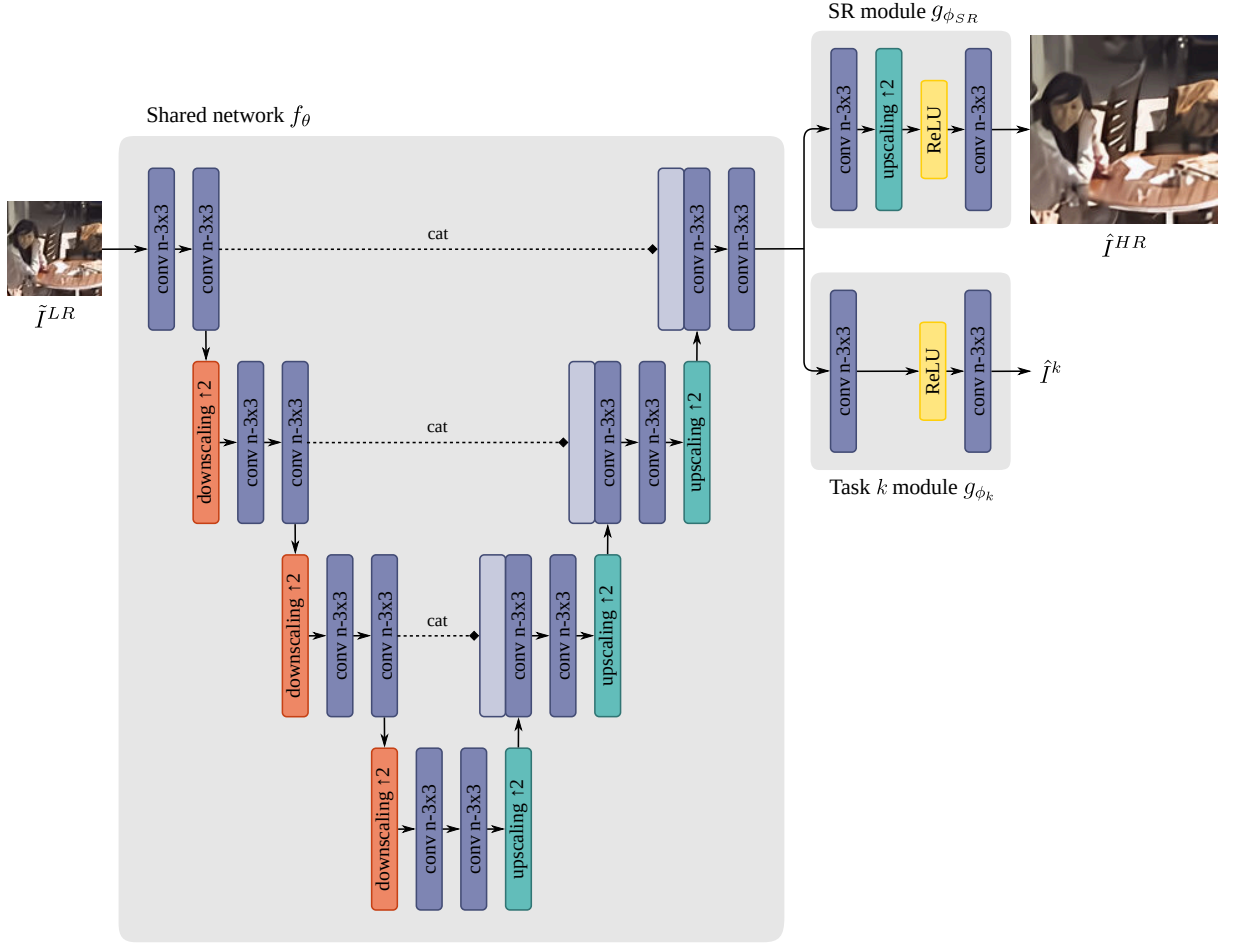 SR module $g_{\phi_{SR}}$
Shared network $f_\theta$
conv n-3x3
conv n-3x3
cat
conv n-3x3
conv n-3x3
conv n-3x3
upscaling ↑2
ReLU
conv n-3x3
$\tilde{I}^{LR}$
$\hat{I}^{HR}$
downscaling ↑2
conv n-3x3
conv n-3x3
cat
conv n-3x3
conv n-3x3
upscaling ↑2
conv n-3x3
ReLU
conv n-3x3
$\hat{I}^{k}$
Task $k$ module $g_{\phi_k}$
downscaling ↑2
conv n-3x3
conv n-3x3
cat
conv n-3x3
conv n-3x3
upscaling ↑2
downscaling ↑2
conv n-3x3
conv n-3x3
upscaling ↑2